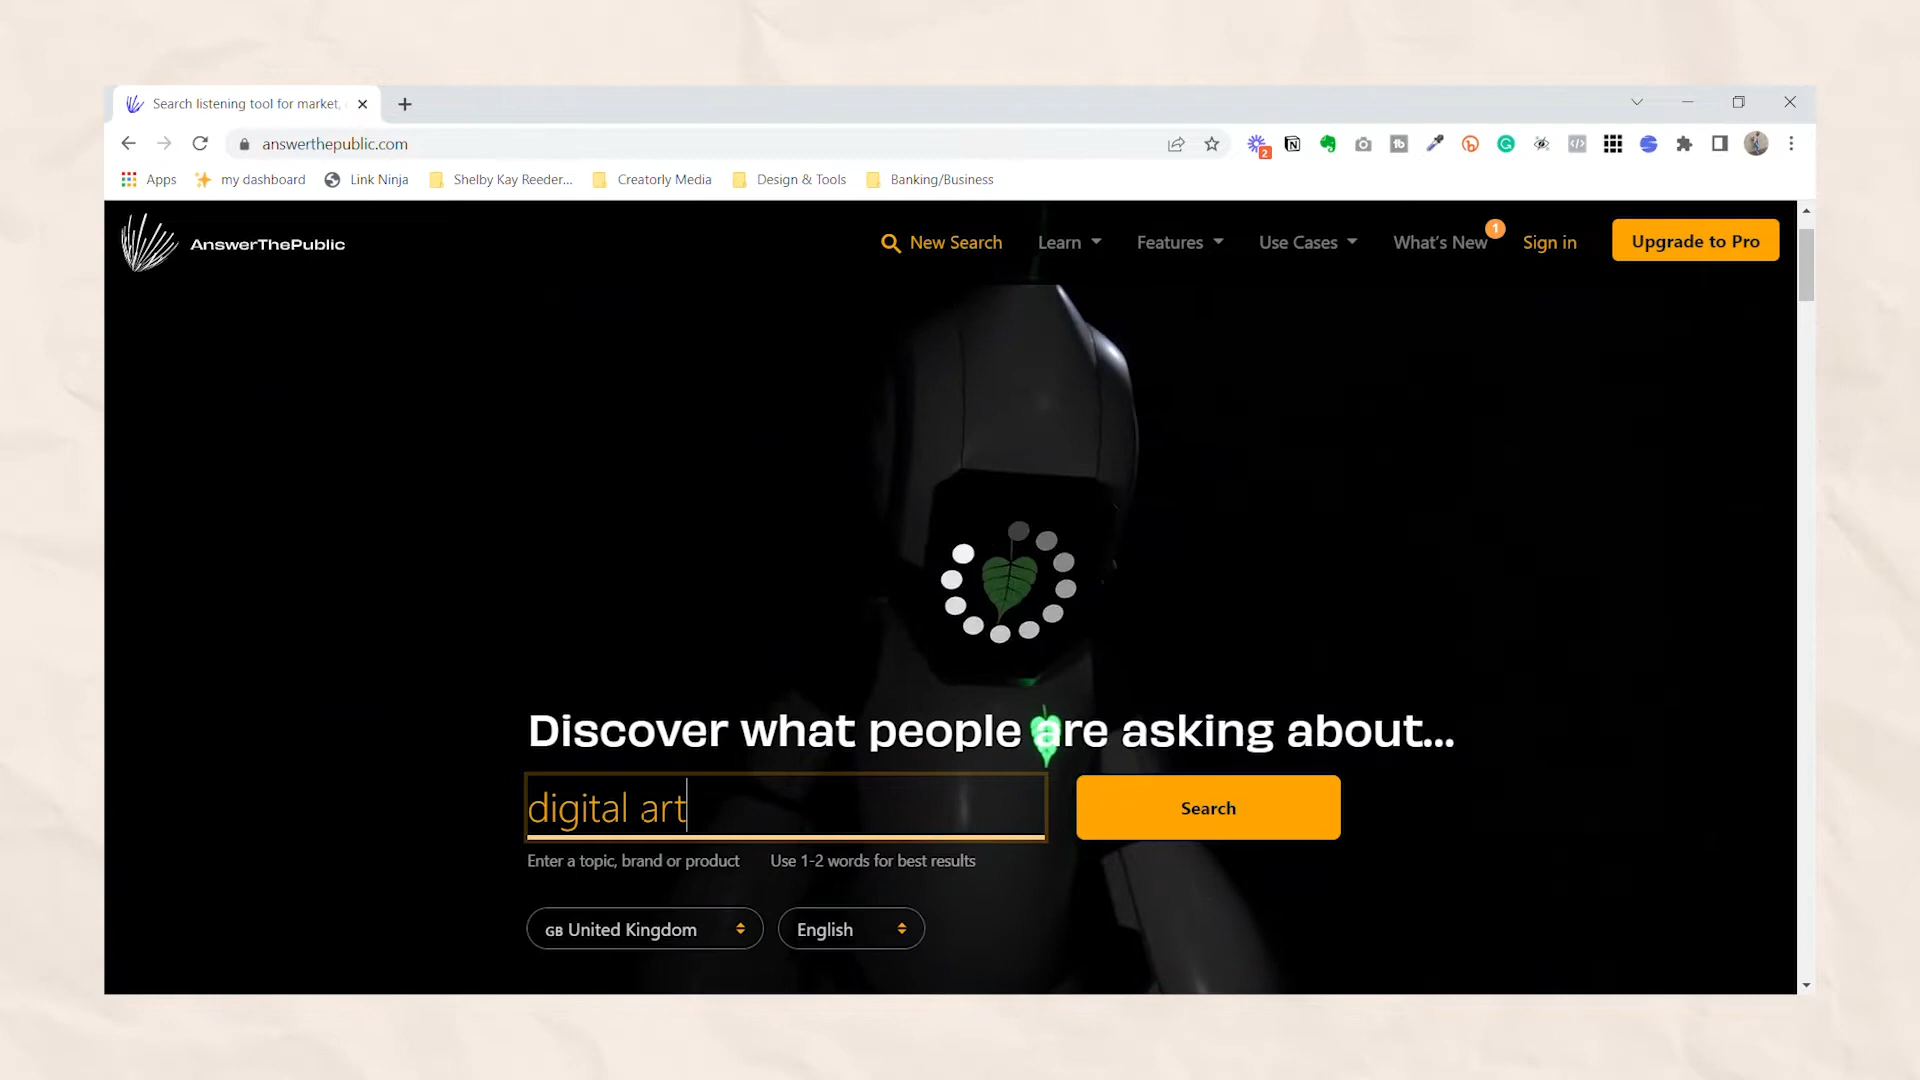 Search listening tool for market,
answerthepublic.com
2
Apps my dashboard Link Ninja Shelby Kay Reeder... Creatorly Media Design & Tools Banking/Business
AnswerThePublic New Search Learn Features Use Cases What's New 1 Sign in Upgrade to Pro
Discover what people are asking about...
digital art Search
Enter a topic, brand or product Use 1-2 words for best results
GB United Kingdom English